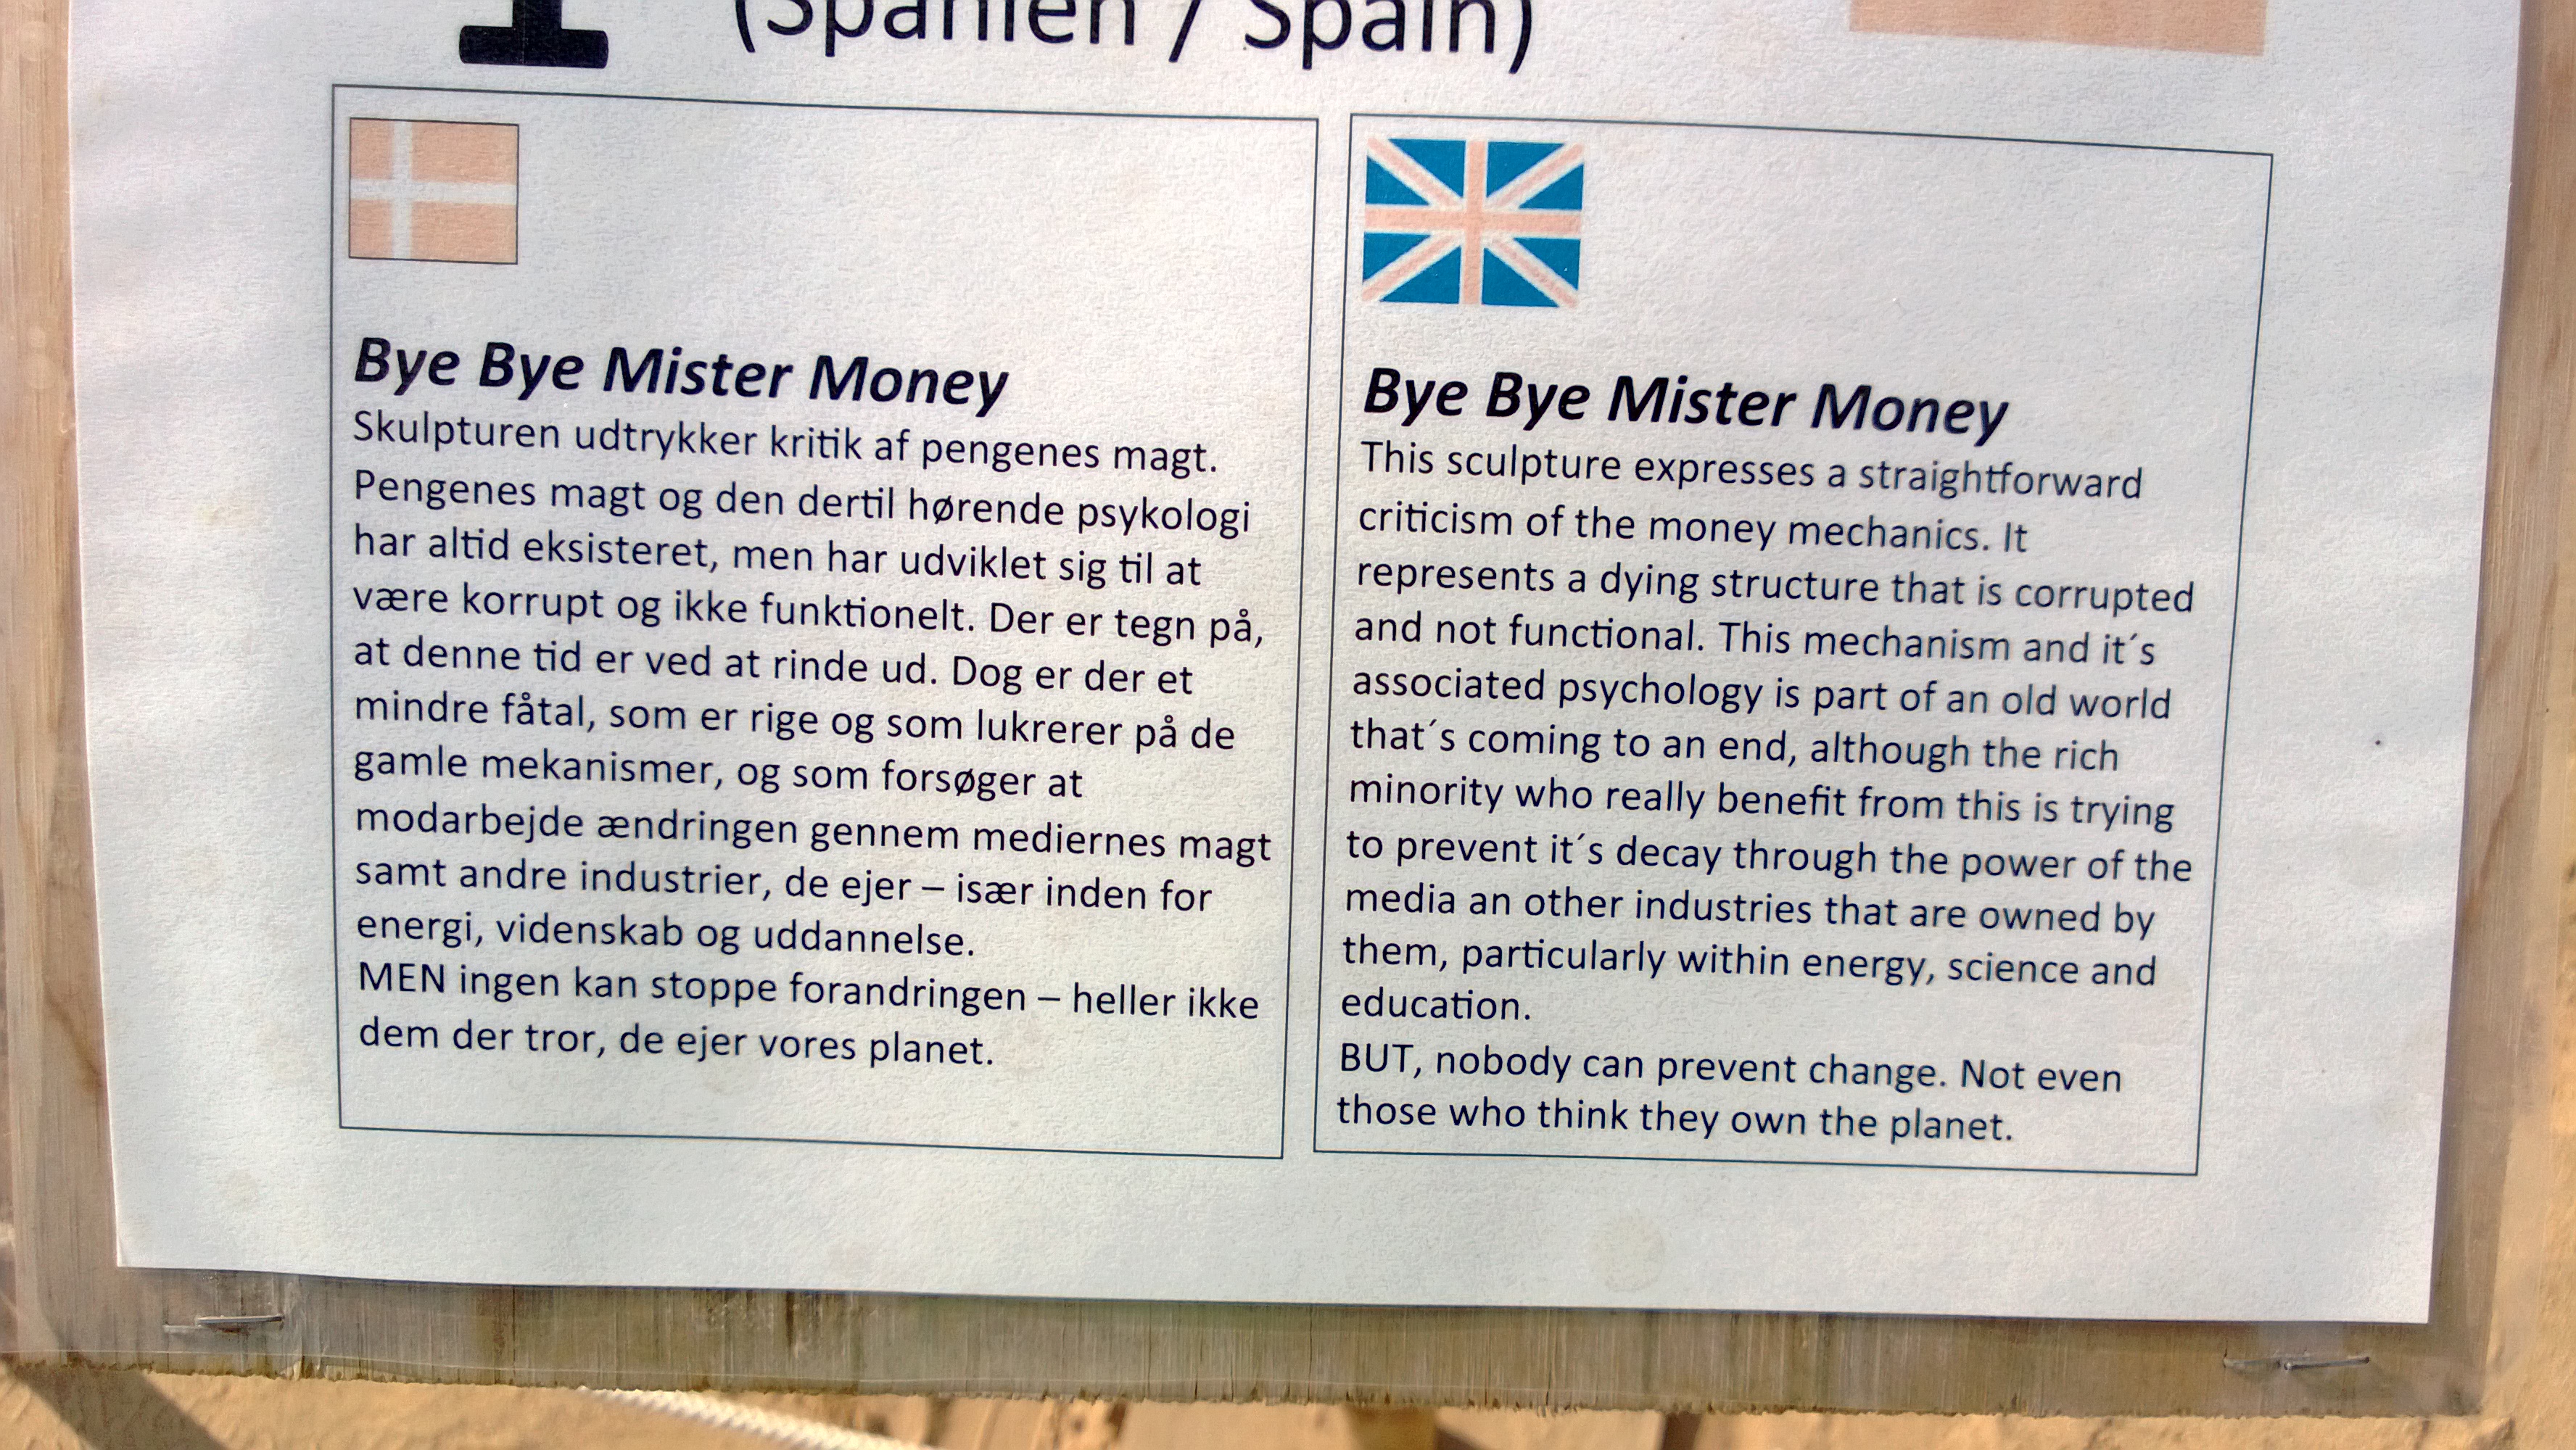 (Spanien / Spain)
Bye Bye Mister Money
Skulpturen udtrykker kritik af pengenes magt.
Pengenes magt og den dertil hørende psykologi
har altid eksisteret, men har udviklet sig til at
være korrupt og ikke funktionelt. Der er tegn på,
at denne tid er ved at rinde ud. Dog er der et
mindre fåtal, som er rige og som lukrerer på de
gamle mekanismer, og som forsøger at
modarbejde ændringen gennem mediernes magt
samt andre industrier, de ejer – især inden for
energi, videnskab og uddannelse.
MEN ingen kan stoppe forandringen – heller ikke
dem der tror, de ejer vores planet.
Bye Bye Mister Money
This sculpture expresses a straightforward
criticism of the money mechanics. It
represents a dying structure that is corrupted
and not functional. This mechanism and it´s
associated psychology is part of an old world
that´s coming to an end, although the rich
minority who really benefit from this is trying
to prevent it´s decay through the power of the
media an other industries that are owned by
them, particularly within energy, science and
education.
BUT, nobody can prevent change. Not even
those who think they own the planet.